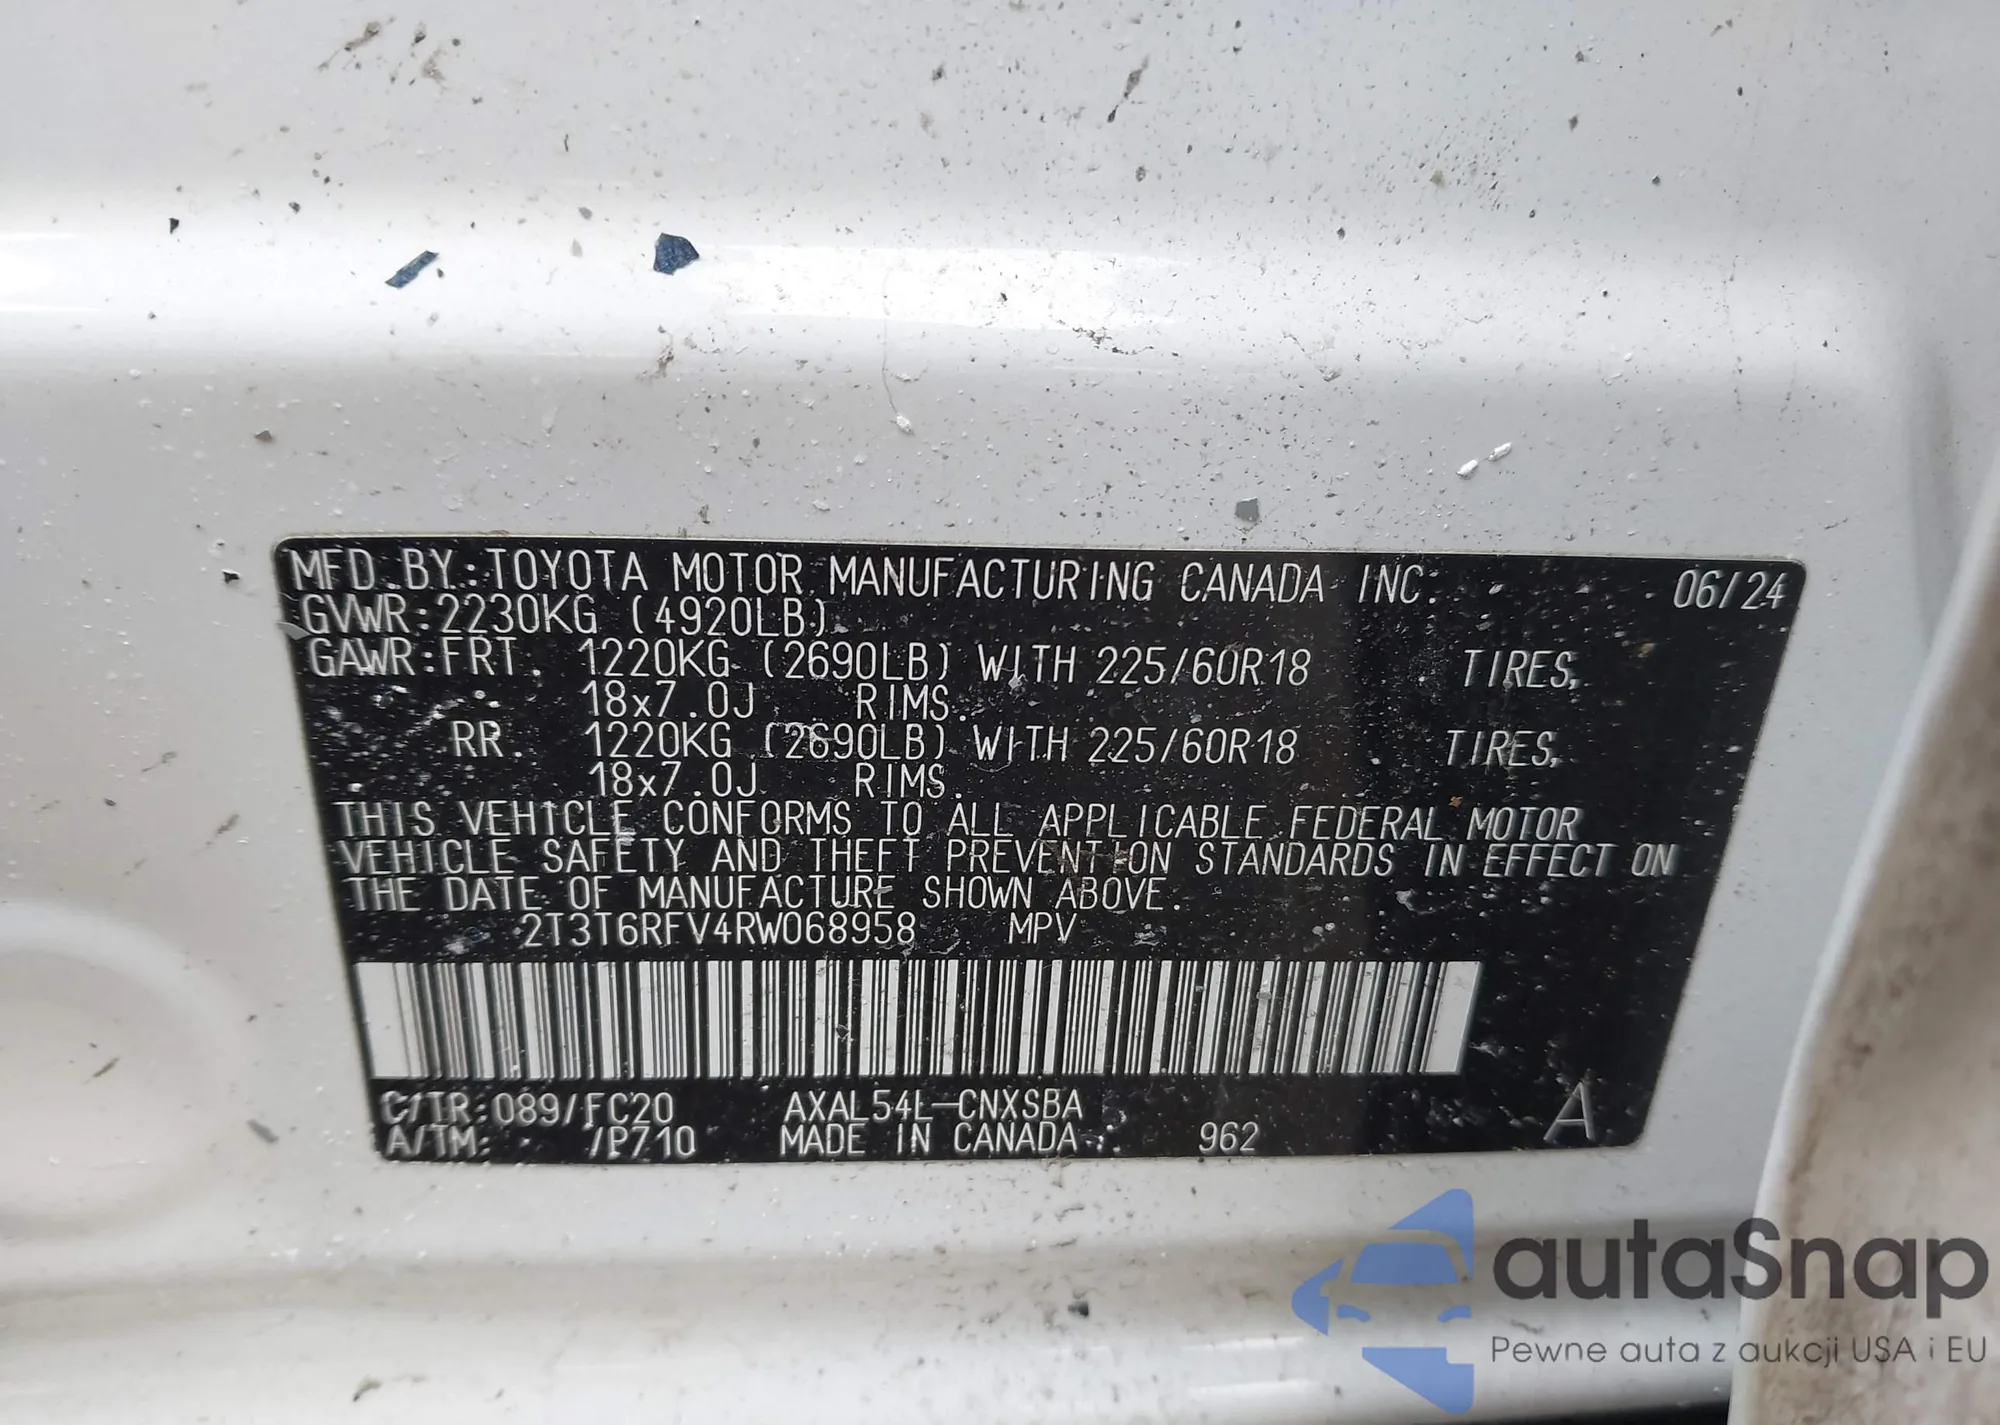 MFD.BY:TOYOTA MOTOR MANUFACTURING CANADA INC. 06/24
GVWR:2230KG (4920LB)
GAWR:FRT. 1220KG (2690LB) WITH 225/60R18 TIRES,
18x7.0J RIMS.
RR. 1220KG (2690LB) WITH 225/60R18 TIRES,
18x7.0J RIMS.
THIS VEHICLE CONFORMS TO ALL APPLICABLE FEDERAL MOTOR
VEHICLE SAFETY AND THEFT PREVENTION STANDARDS IN EFFECT ON
THE DATE OF MANUFACTURE SHOWN ABOVE.
2T3T6RFV4RW068958 MPV
C/TR:089/FC20 AXAL54L-CNXSBA A
A/TM: /P710 MADE IN CANADA 962
autaSnap
Pewne auta z aukcji USA i EU